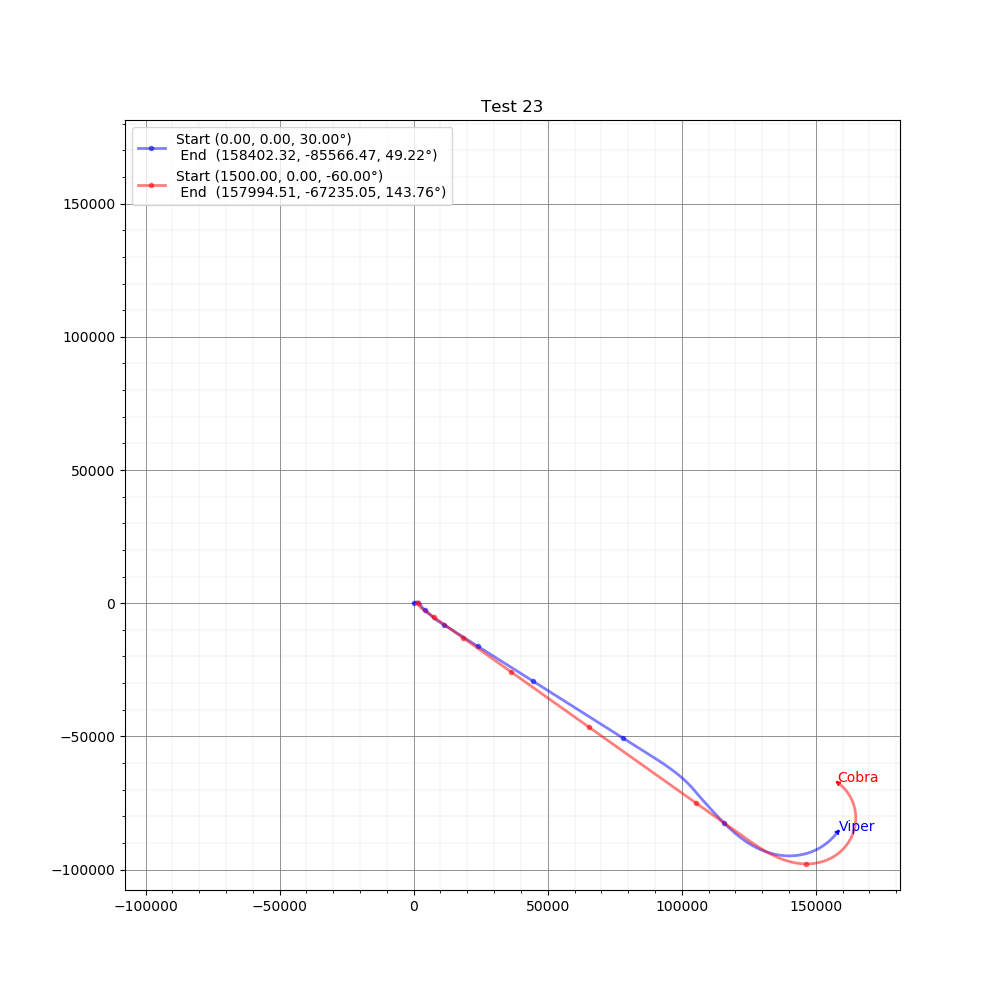 Test 23
Start (0.00, 0.00, 30.00°)
End (158402.32, -85566.47, 49.22°)
Start (1500.00, 0.00, -60.00°)
End (157994.51, -67235.05, 143.76°)
150000
100000
50000
0
−50000
−100000
Cobra
Viper
−100000 −50000 0 50000 100000 150000